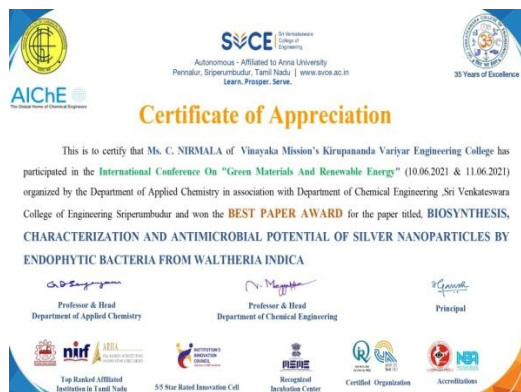 SVCE
Sri Venkateswara
College of
Engineering
Autonomous - Affiliated to Anna University
Pennalur, Sriperumbudur, Tamil Nadu | www.svce.ac.in
Learn. Prosper. Serve.
35 Years of Excellence
AIChE
The Global Home of Chemical Engineers
Certificate of Appreciation
This is to certify that Ms. C. NIRMALA of Vinayaka Mission's Kirupananda Variyar Engineering College has
participated in the International Conference On "Green Materials And Renewable Energy" (10.06.2021 & 11.06.2021)
organized by the Department of Applied Chemistry in association with Department of Chemical Engineering ,Sri Venkateswara
College of Engineering Sriperumbudur and won the BEST PAPER AWARD for the paper titled, BIOSYNTHESIS,
CHARACTERIZATION AND ANTIMICROBIAL POTENTIAL OF SILVER NANOPARTICLES BY
ENDOPHYTIC BACTERIA FROM WALTHERIA INDICA
Professor & Head
Department of Applied Chemistry
Professor & Head
Department of Chemical Engineering
Principal
nirf
ARIIA
INSTITUTION'S
INNOVATION
COUNCIL
MSME
NBA
Top Ranked Affiliated
Institution in Tamil Nadu
5/5 Star Rated Innovation Cell
Recognized
Incubation Center
Certified Organization
Accreditations